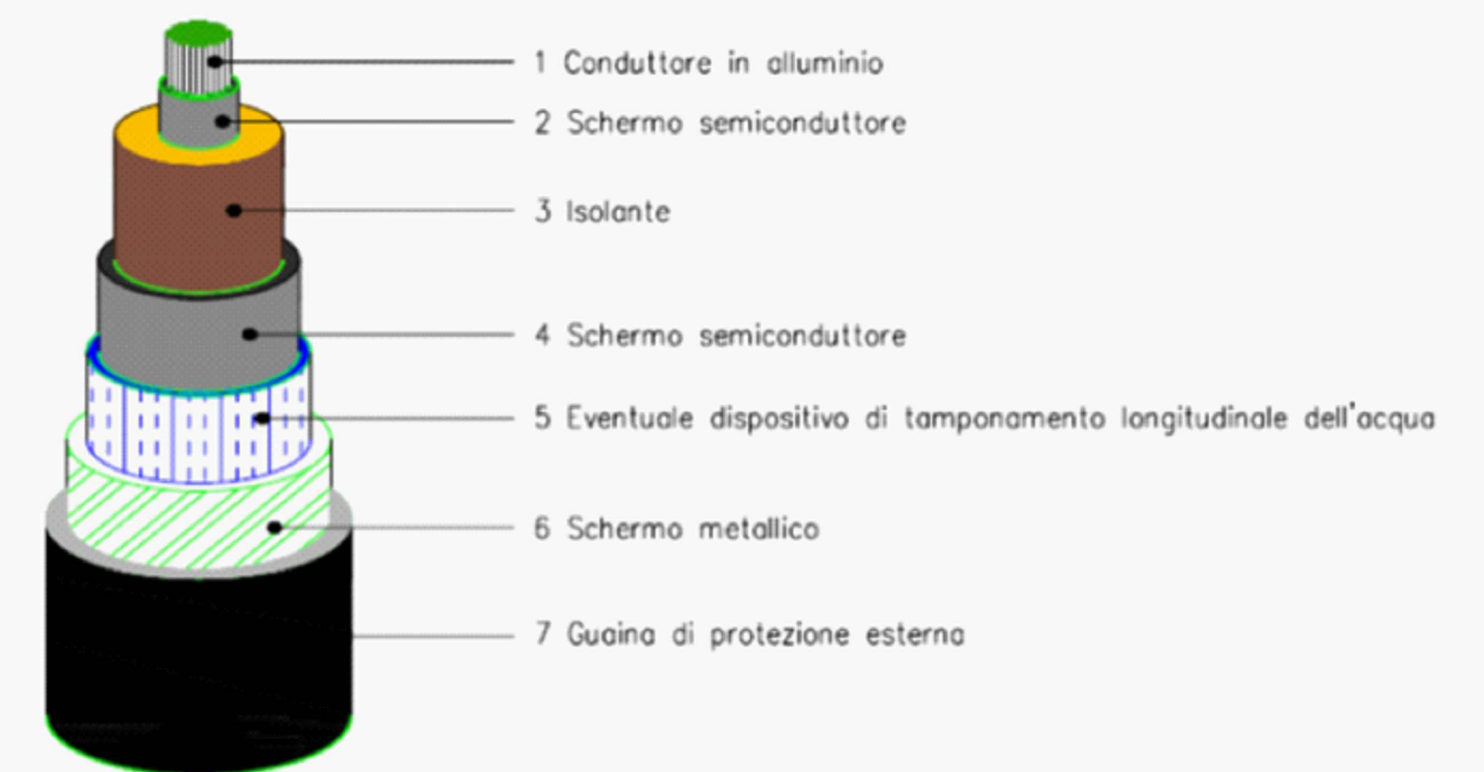 1 Conduttore in alluminio
2 Schermo semiconduttore
3 Isolante
4 Schermo semiconduttore
5 Eventuale dispositivo di tamponamento longitudinale dell'acqua
6 Schermo metallico
7 Guaina di protezione esterna